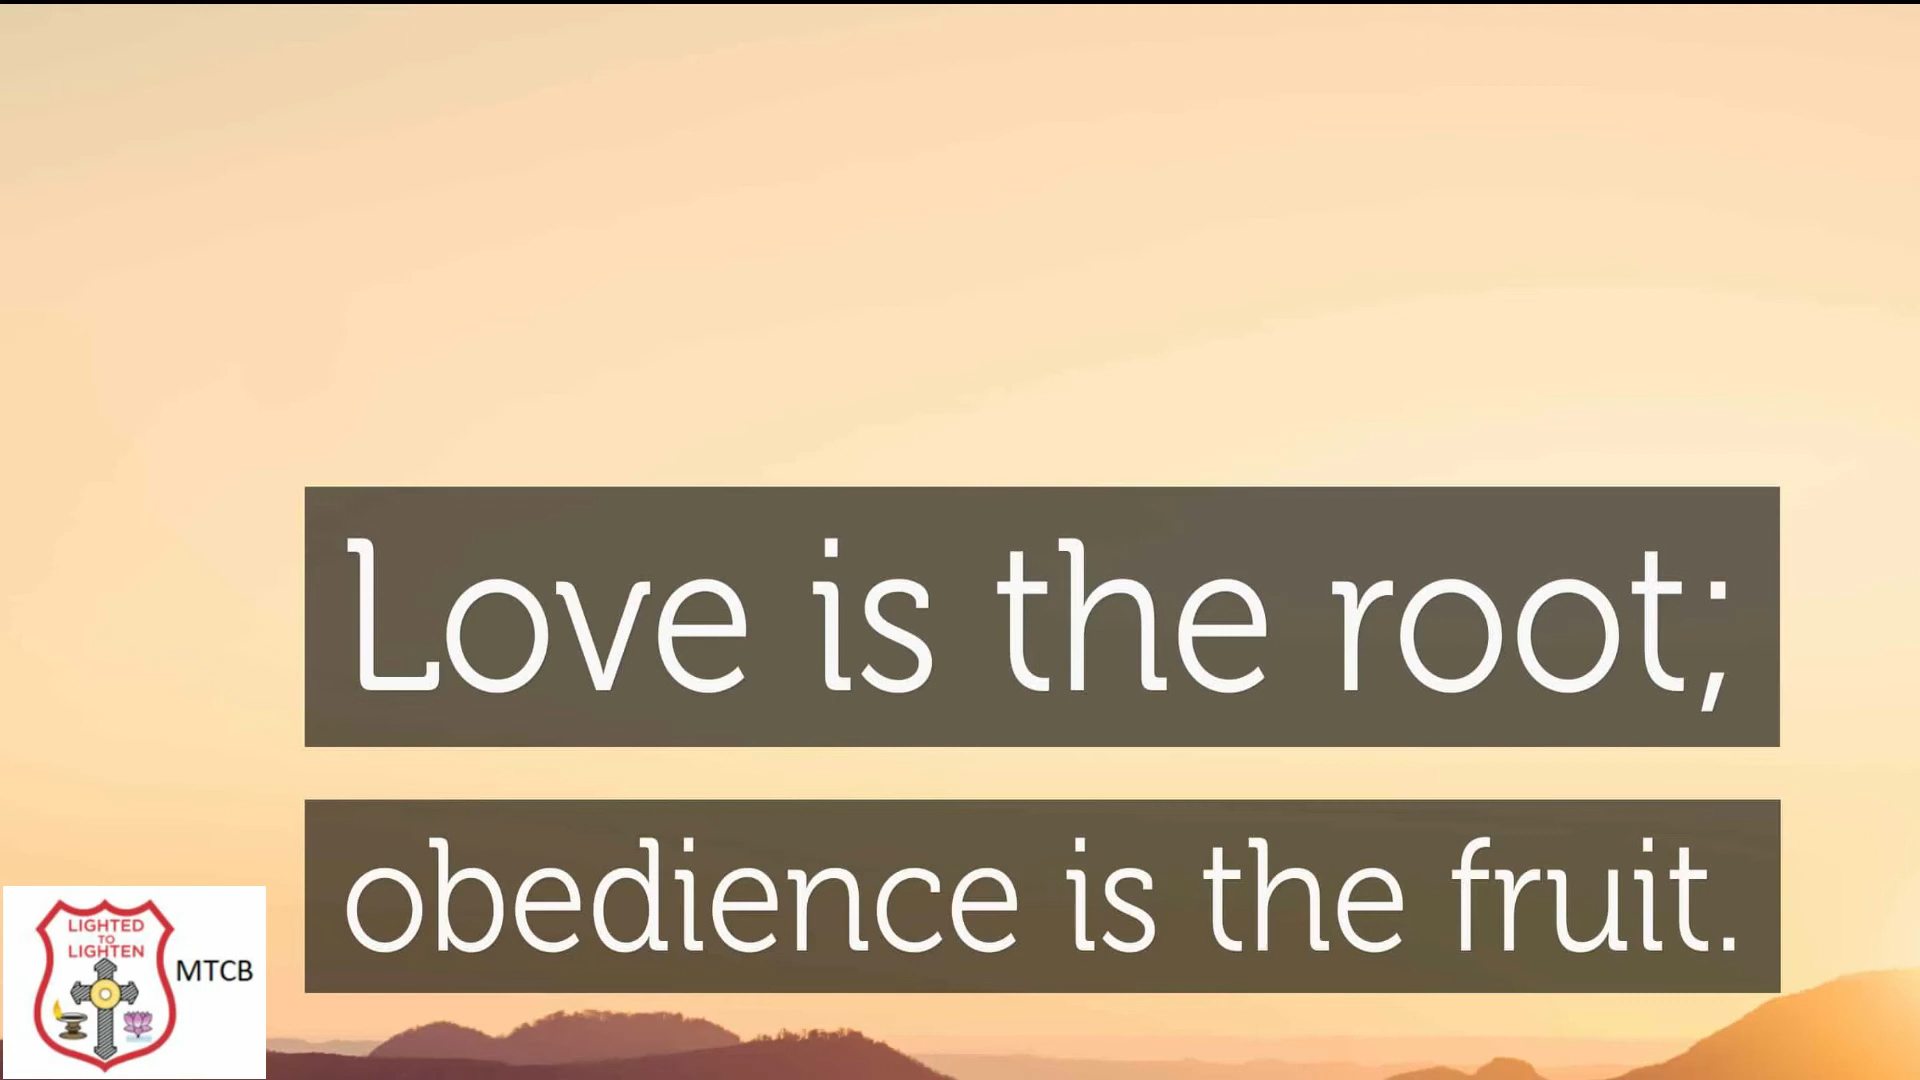 Love is the root;
obedience is the fruit.
LIGHTED
TO
LIGHTEN
MTCB